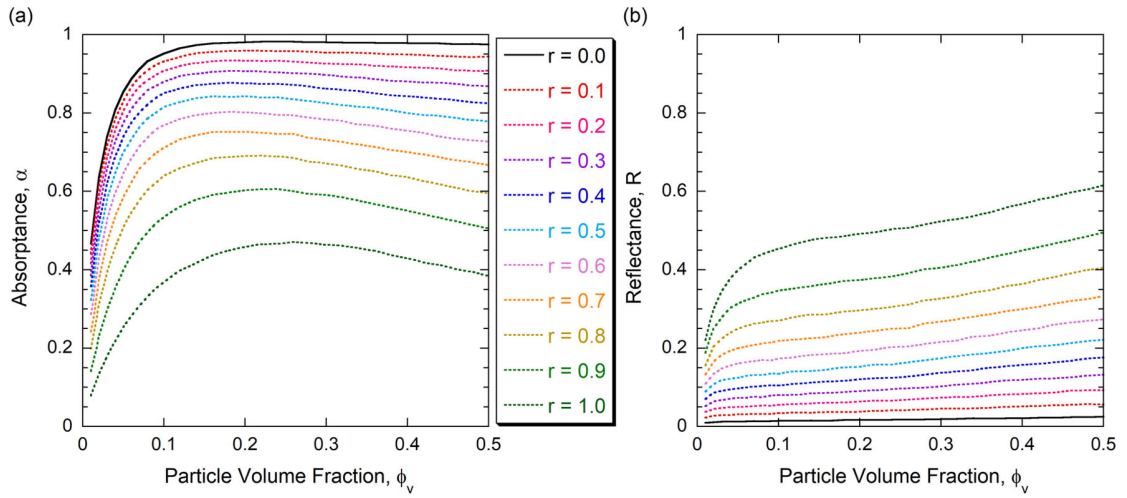 (a)
1
0.8
0.6
0.4
0.2
0
Absorptance, α
0
0.1
0.2
0.3
0.4
0.5
Particle Volume Fraction, ϕv
r = 0.0
r = 0.1
r = 0.2
r = 0.3
r = 0.4
r = 0.5
r = 0.6
r = 0.7
r = 0.8
r = 0.9
r = 1.0
(b)
1
0.8
0.6
0.4
0.2
0
Reflectance, R
0
0.1
0.2
0.3
0.4
0.5
Particle Volume Fraction, ϕv